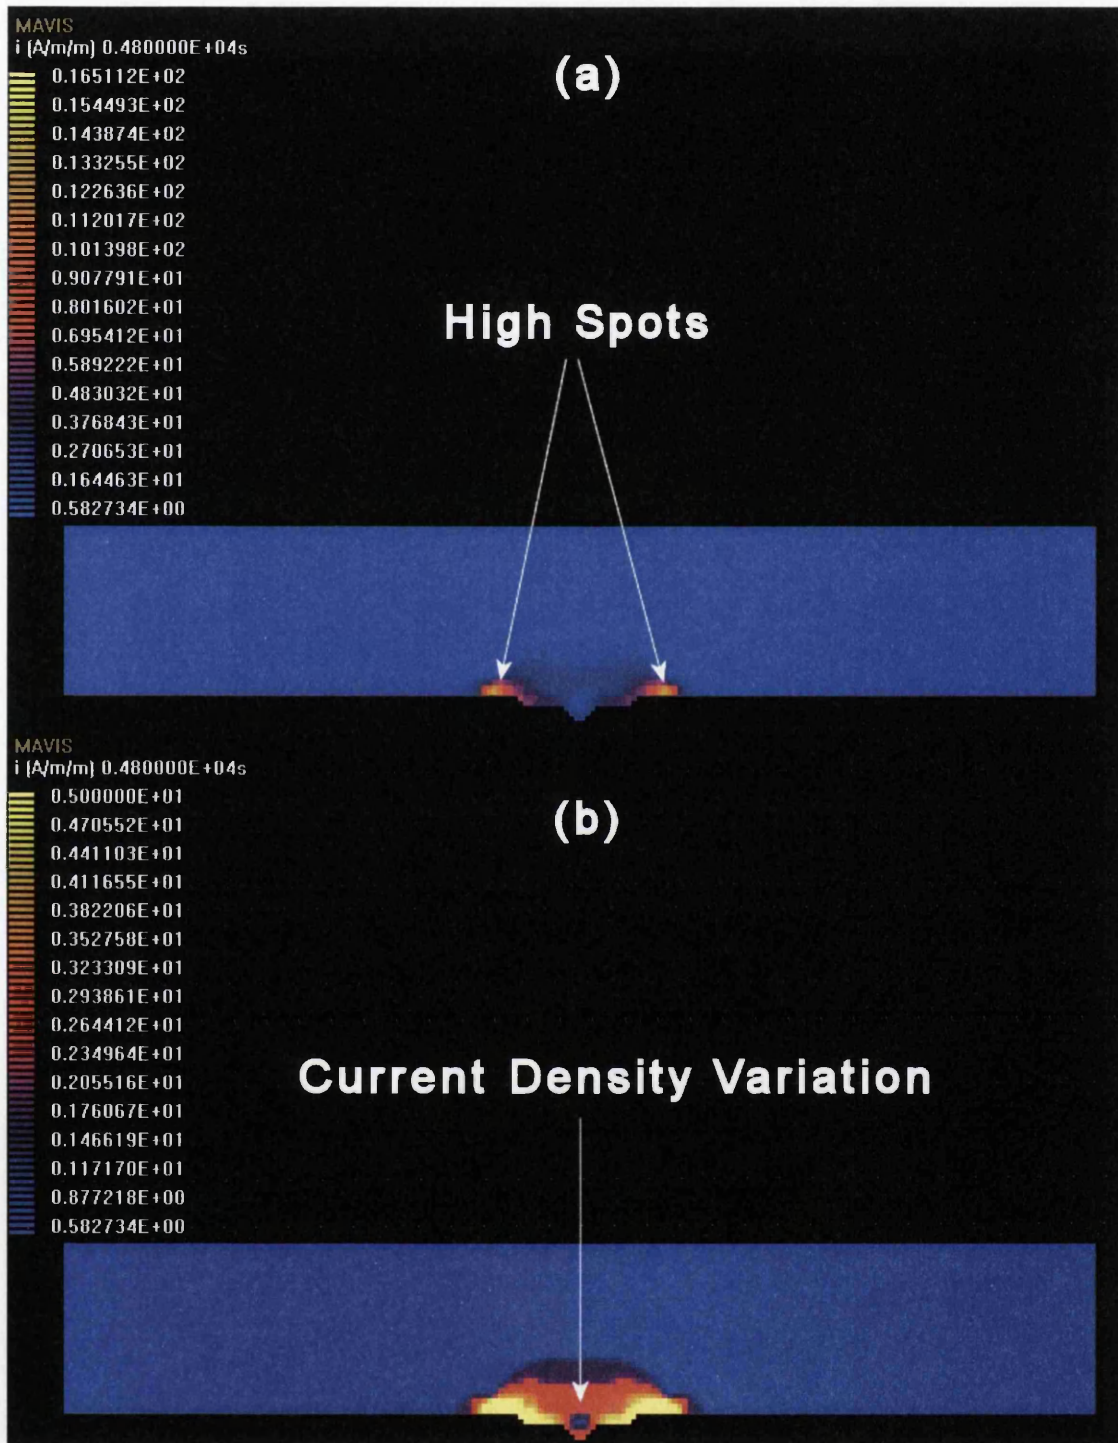 MAVIS
i (A/m/m) 0.480000E+04s
(a)
0.165112E+02
0.154493E+02
0.143874E+02
0.133255E+02
0.122636E+02
0.112017E+02
0.101398E+02
0.907791E+01
0.801602E+01
0.695412E+01
0.589222E+01
0.483032E+01
0.376843E+01
0.270653E+01
0.164463E+01
0.582734E+00
High Spots
MAVIS
i (A/m/m) 0.480000E+04s
(b)
0.500000E+01
0.470552E+01
0.441103E+01
0.411655E+01
0.382206E+01
0.352758E+01
0.323309E+01
0.293861E+01
0.264412E+01
0.234964E+01
0.205516E+01
0.176067E+01
0.146619E+01
0.117170E+01
0.877218E+00
0.582734E+00
Current Density Variation